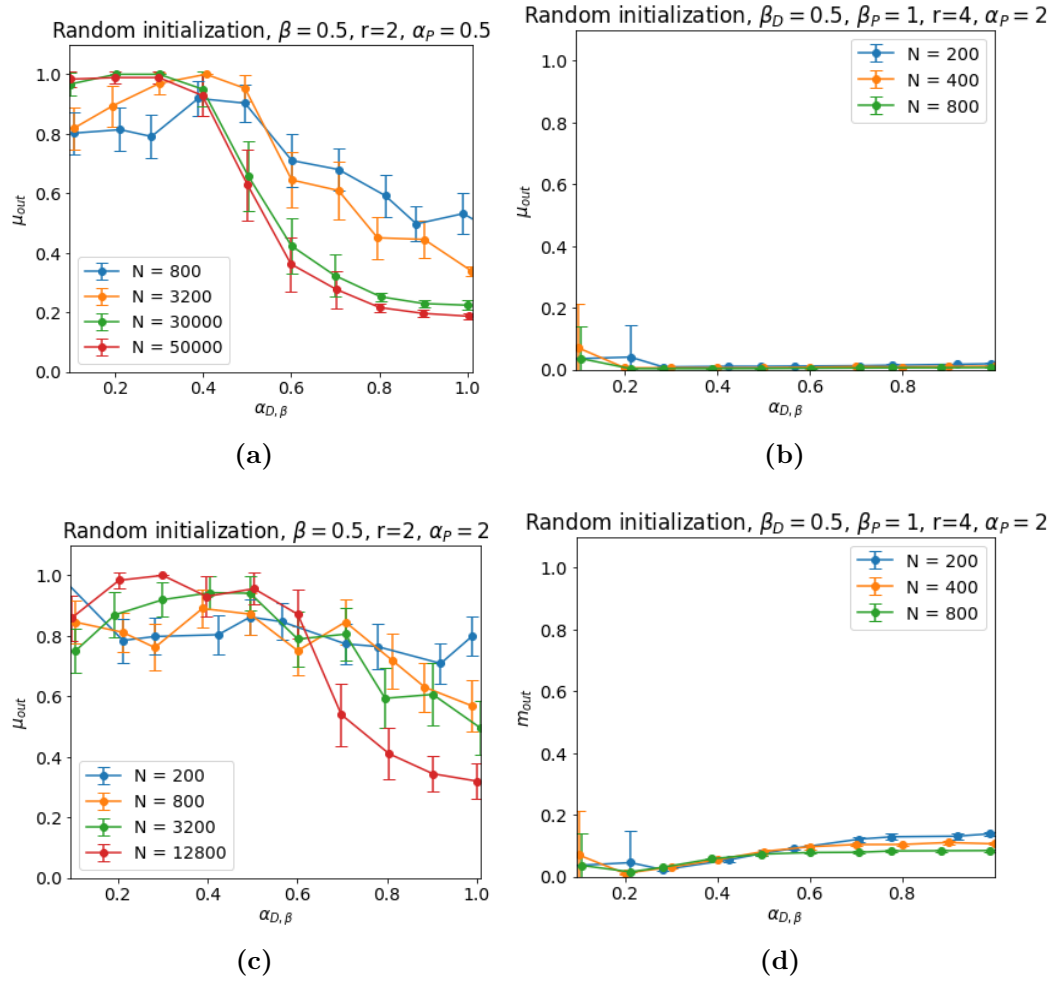 Random initialization, β = 0.5, r=2, α_P = 0.5
μ_out
1.0
0.8
0.6
0.4
0.2
0.0
N = 800
N = 3200
N = 30000
N = 50000
0.2 0.4 0.6 0.8 1.0
α_D,β
(a)
Random initialization, β_D = 0.5, β_P = 1, r=4, α_P = 2
μ_out
1.0
0.8
0.6
0.4
0.2
0.0
N = 200
N = 400
N = 800
0.2 0.4 0.6 0.8
α_D,β
(b)
Random initialization, β = 0.5, r=2, α_P = 2
μ_out
1.0
0.8
0.6
0.4
0.2
0.0
N = 200
N = 800
N = 3200
N = 12800
0.2 0.4 0.6 0.8 1.0
α_D,β
(c)
Random initialization, β_D = 0.5, β_P = 1, r=4, α_P = 2
m_out
1.0
0.8
0.6
0.4
0.2
0.0
N = 200
N = 400
N = 800
0.2 0.4 0.6 0.8
α_D,β
(d)